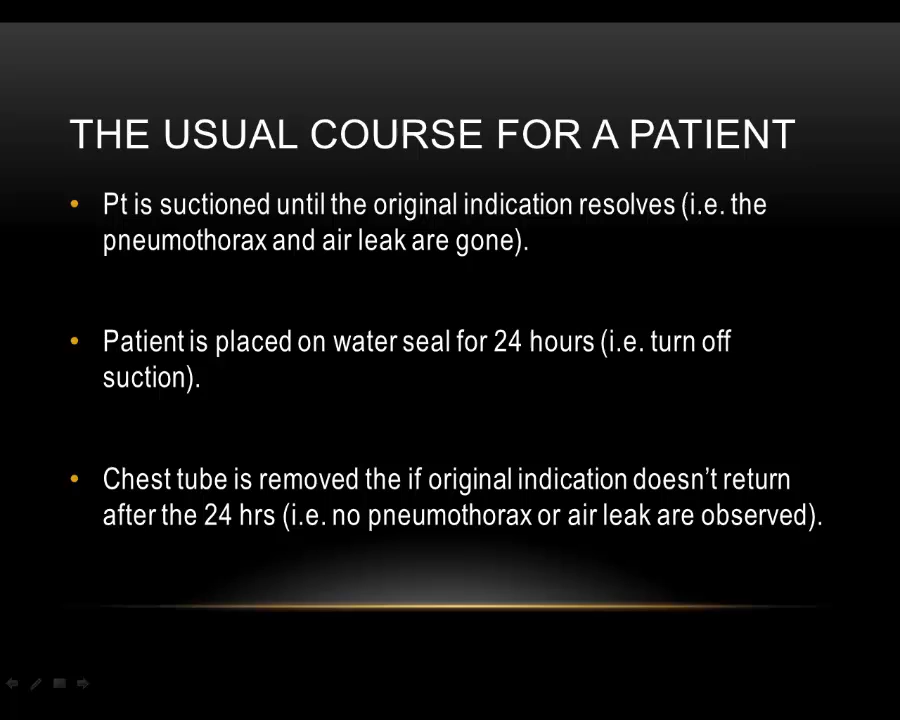 THE USUAL COURSE FOR A PATIENT
• Pt is suctioned until the original indication resolves (i.e. the
pneumothorax and air leak are gone).
• Patient is placed on water seal for 24 hours (i.e. turn off
suction).
• Chest tube is removed the if original indication doesn’t return
after the 24 hrs (i.e. no pneumothorax or air leak are observed).